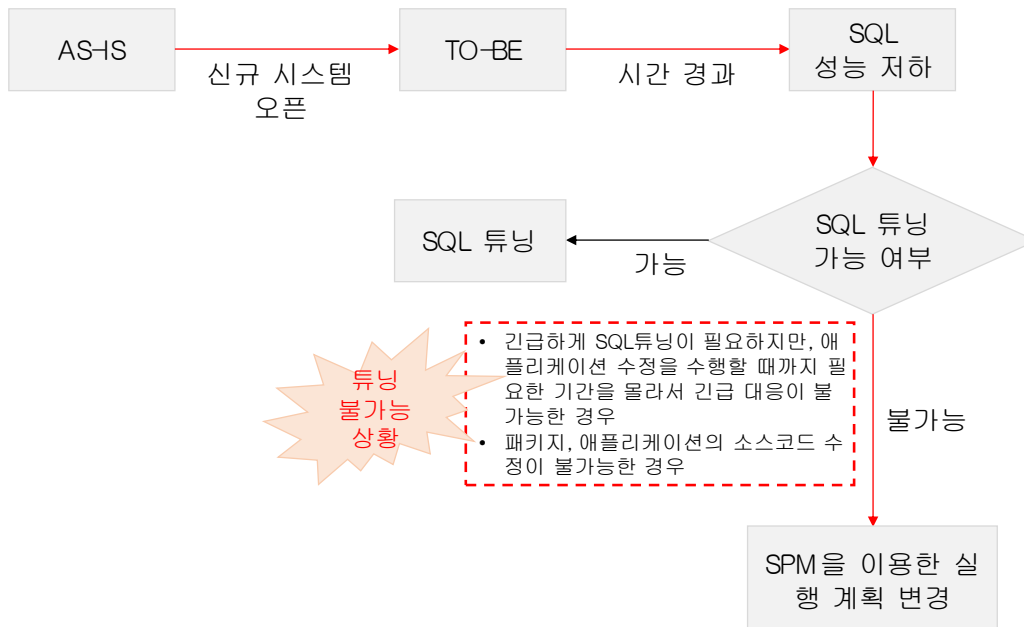 AS-IS
신규 시스템
오픈
TO-BE
시간 경과
SQL
성능 저하
SQL 튜닝
가능 여부
가능
SQL 튜닝
튜닝
불가능
상황
• 긴급하게 SQL튜닝이 필요하지만, 애
플리케이션 수정을 수행할 때까지 필
요한 기간을 몰라서 긴급 대응이 불
가능한 경우
• 패키지, 애플리케이션의 소스코드 수
정이 불가능한 경우
불가능
SPM을 이용한 실
행 계획 변경